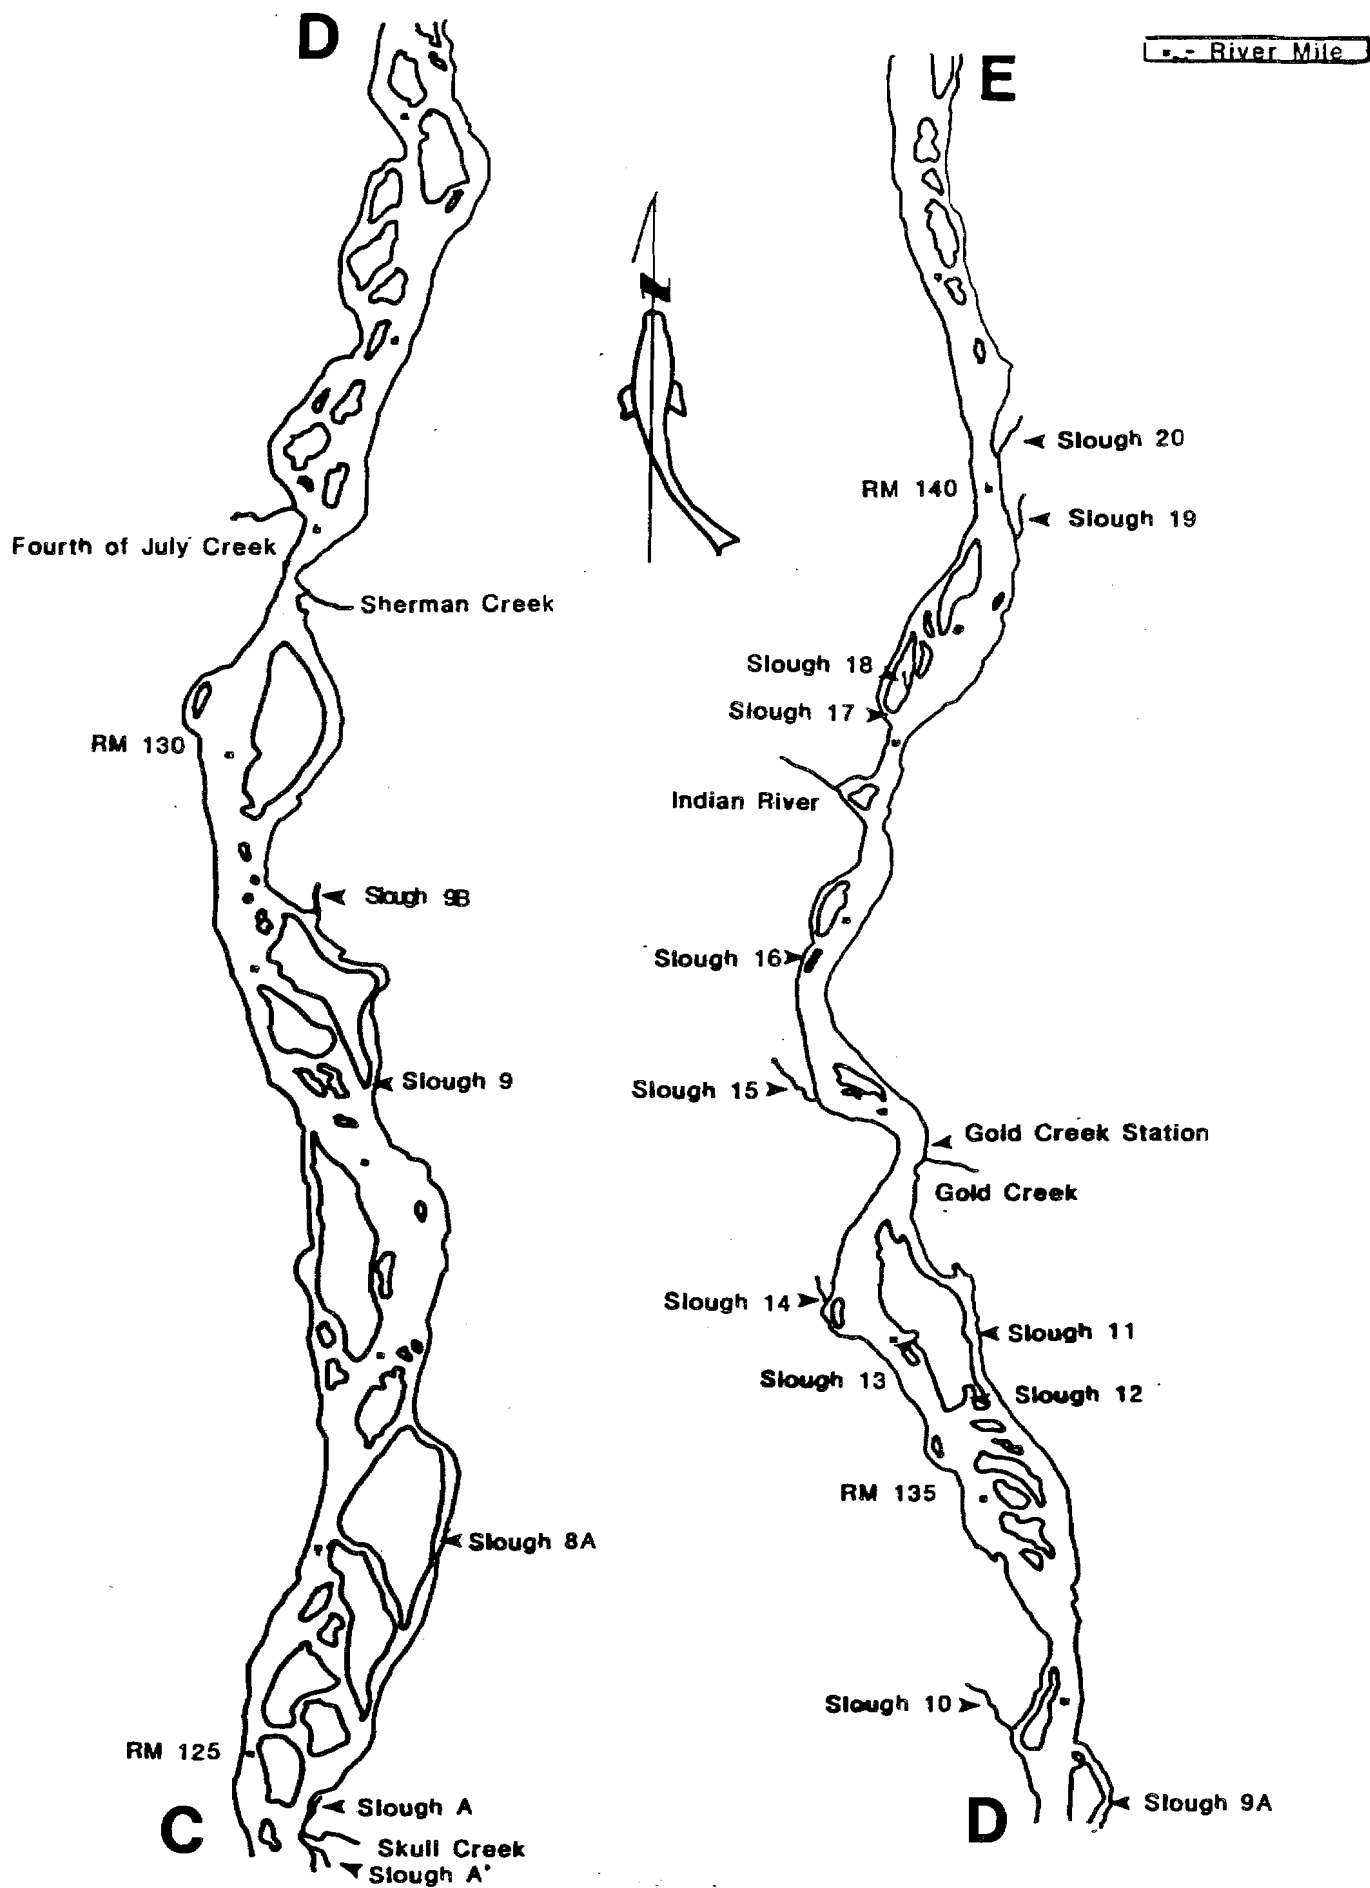 D
E
River Mile
N
Slough 20
RM 140
Slough 19
Fourth of July Creek
Sherman Creek
Slough 18
Slough 17
RM 130
Indian River
Slough 9B
Slough 16
Slough 9
Slough 15
Gold Creek Station
Gold Creek
Slough 14
Slough 11
Slough 13
Slough 12
RM 135
Slough 8A
Slough 10
RM 125
Slough A
C
D
Slough 9A
Skull Creek
Slough A'